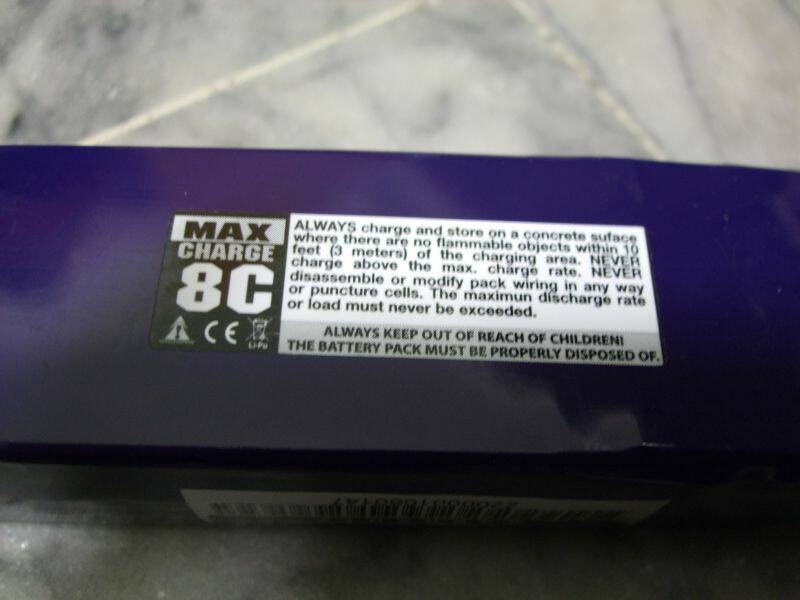 MAX
CHARGE
8C
CE
Li-Po
ALWAYS charge and store on a concrete suface
where there are no flammable objects within 10
feet (3 meters) of the charging area. NEVER
charge above the max. charge rate. NEVER
disassemble or modify pack wiring in any way
or puncture cells. The maximun discharge rate
or load must never be exceeded.
ALWAYS KEEP OUT OF REACH OF CHILDREN!
THE BATTERY PACK MUST BE PROPERLY DISPOSED OF.